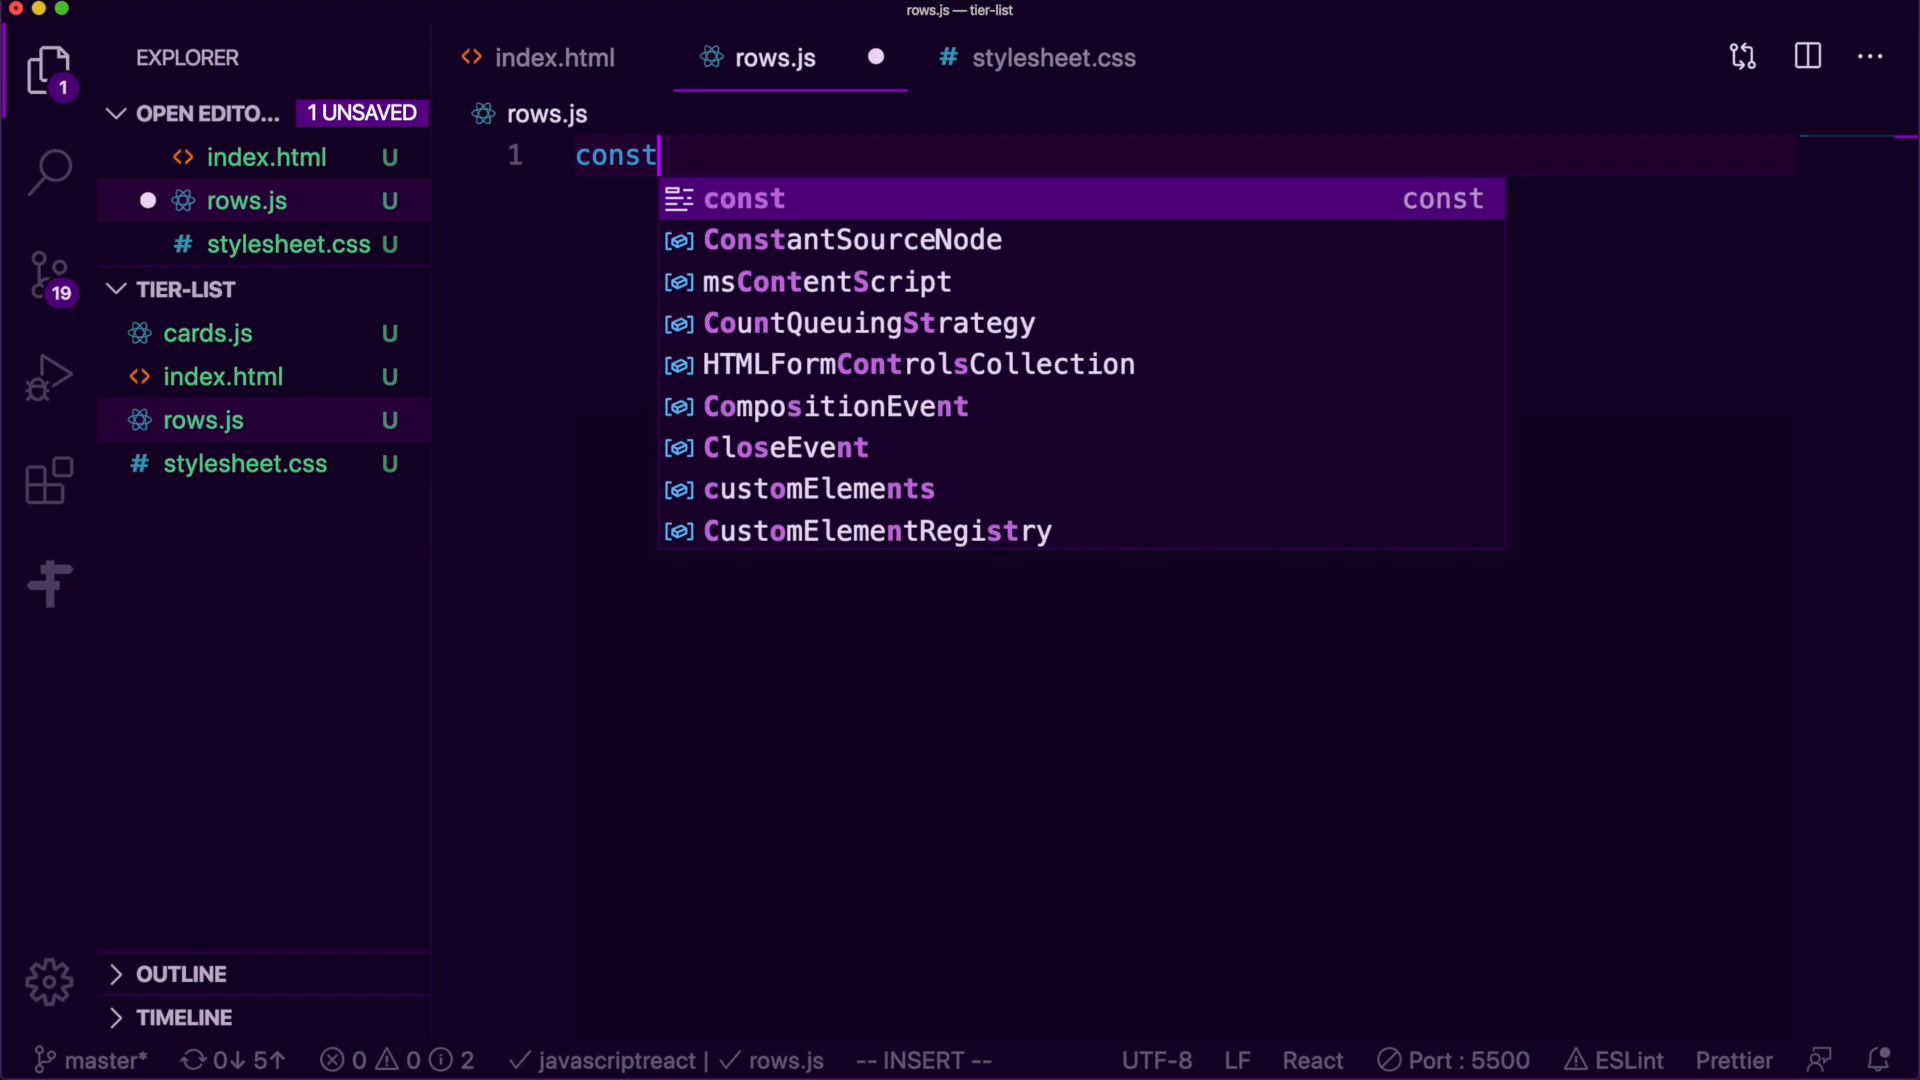 rows.js — tier-list
EXPLORER
OPEN EDITO... 1 UNSAVED
index.html U
rows.js U
stylesheet.css U
TIER-LIST
cards.js U
index.html U
rows.js U
stylesheet.css U
OUTLINE
TIMELINE
1
19
index.html
rows.js
stylesheet.css
rows.js
1 const
const const
ConstantSourceNode
msContentScript
CountQueuingStrategy
HTMLFormControlsCollection
CompositionEvent
CloseEvent
customElements
CustomElementRegistry
master* 0↓ 5↑ 0 0 2 javascriptreact | rows.js -- INSERT -- UTF-8 LF React Port : 5500 ESLint Prettier